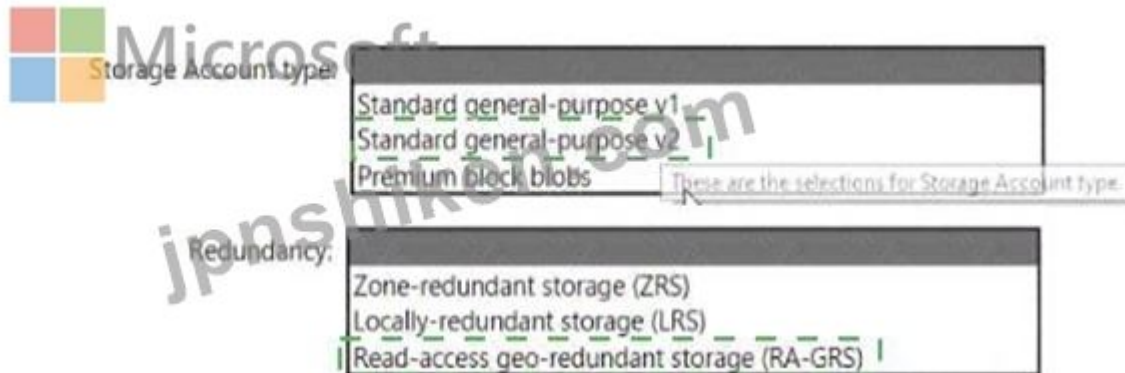 Microsoft
Storage Account type:
Standard general-purpose v1
Standard general-purpose v2
Premium block blobs
These are the selections for Storage Account type.
jpnshiken.com
Redundancy:
Zone-redundant storage (ZRS)
Locally-redundant storage (LRS)
Read-access geo-redundant storage (RA-GRS)